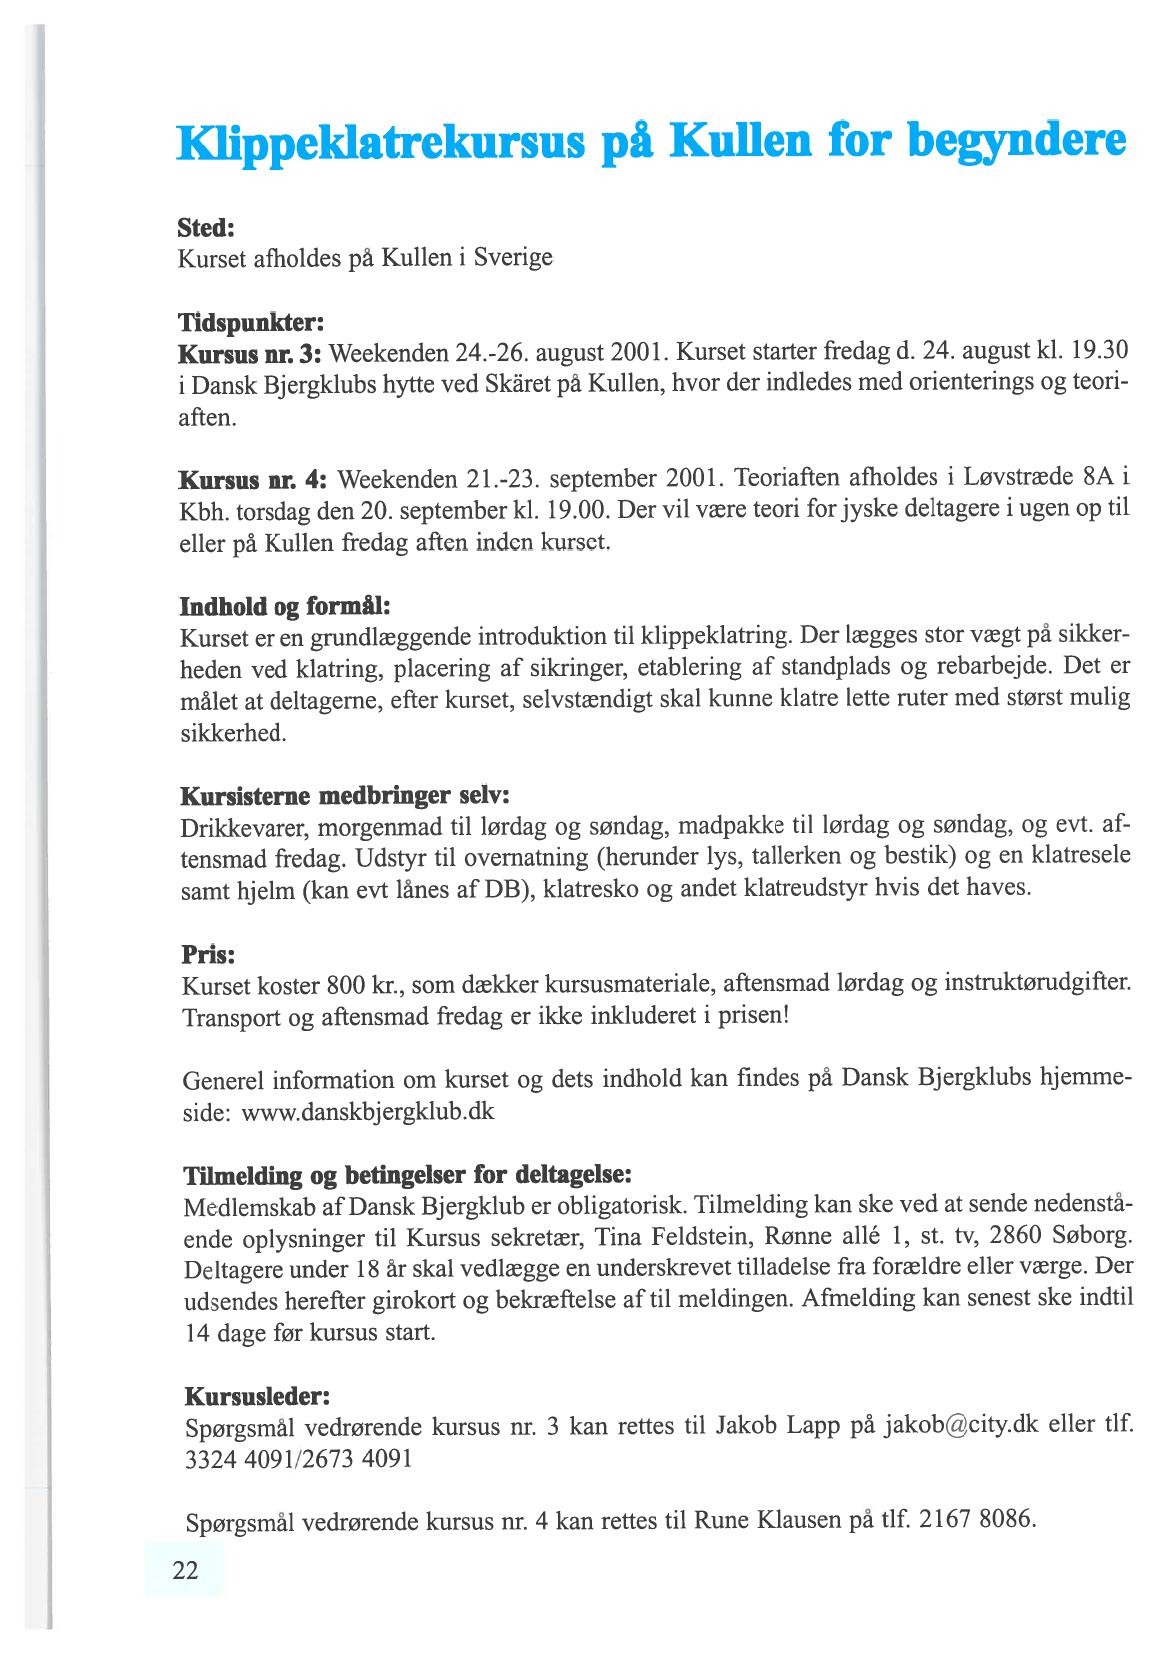 Klippeklatrekursus på Kullen for begyndere
Sted:
Kurset afholdes på Kullen i Sverige
Tidspunkter:
Kursus nr. 3: Weekenden 24.-26. august 2001. Kurset starter fredag d. 24. august kl. 19.30
i Dansk Bjergklubs hytte ved Skäret på Kullen, hvor der indledes med orienterings og teori-
aften.
Kursus nr. 4: Weekenden 21.-23. september 2001. Teoriaften afholdes i Løvstræde 8A i
Kbh. torsdag den 20. september kl. 19.00. Der vil være teori for jyske deltagere i ugen op til
eller på Kullen fredag aften inden kurset.
Indhold og formål:
Kurset er en grundlæggende introduktion til klippeklatring. Der lægges stor vægt på sikker-
heden ved klatring, placering af sikringer, etablering af standplads og rebarbejde. Det er
målet at deltagerne, efter kurset, selvstændigt skal kunne klatre lette ruter med størst mulig
sikkerhed.
Kursisterne medbringer selv:
Drikkevarer, morgenmad til lørdag og søndag, madpakke til lørdag og søndag, og evt. af-
tensmad fredag. Udstyr til overnatning (herunder lys, tallerken og bestik) og en klatresele
samt hjelm (kan evt lånes af DB), klatresko og andet klatreudstyr hvis det haves.
Pris:
Kurset koster 800 kr., som dækker kursusmateriale, aftensmad lørdag og instruktørudgifter.
Transport og aftensmad fredag er ikke inkluderet i prisen!
Generel information om kurset og dets indhold kan findes på Dansk Bjergklubs hjemme-
side: www.danskbjergklub.dk
Tilmelding og betingelser for deltagelse:
Medlemskab af Dansk Bjergklub er obligatorisk. Tilmelding kan ske ved at sende nedenstå-
ende oplysninger til Kursus sekretær, Tina Feldstein, Rønne allé 1, st. tv, 2860 Søborg.
Deltagere under 18 år skal vedlægge en underskrevet tilladelse fra forældre eller værge. Der
udsendes herefter girokort og bekræftelse af til meldingen. Afmelding kan senest ske indtil
14 dage før kursus start.
Kursusleder:
Spørgsmål vedrørende kursus nr. 3 kan rettes til Jakob Lapp på jakob@city.dk eller tlf.
3324 4091/2673 4091
Spørgsmål vedrørende kursus nr. 4 kan rettes til Rune Klausen på tlf. 2167 8086.
22